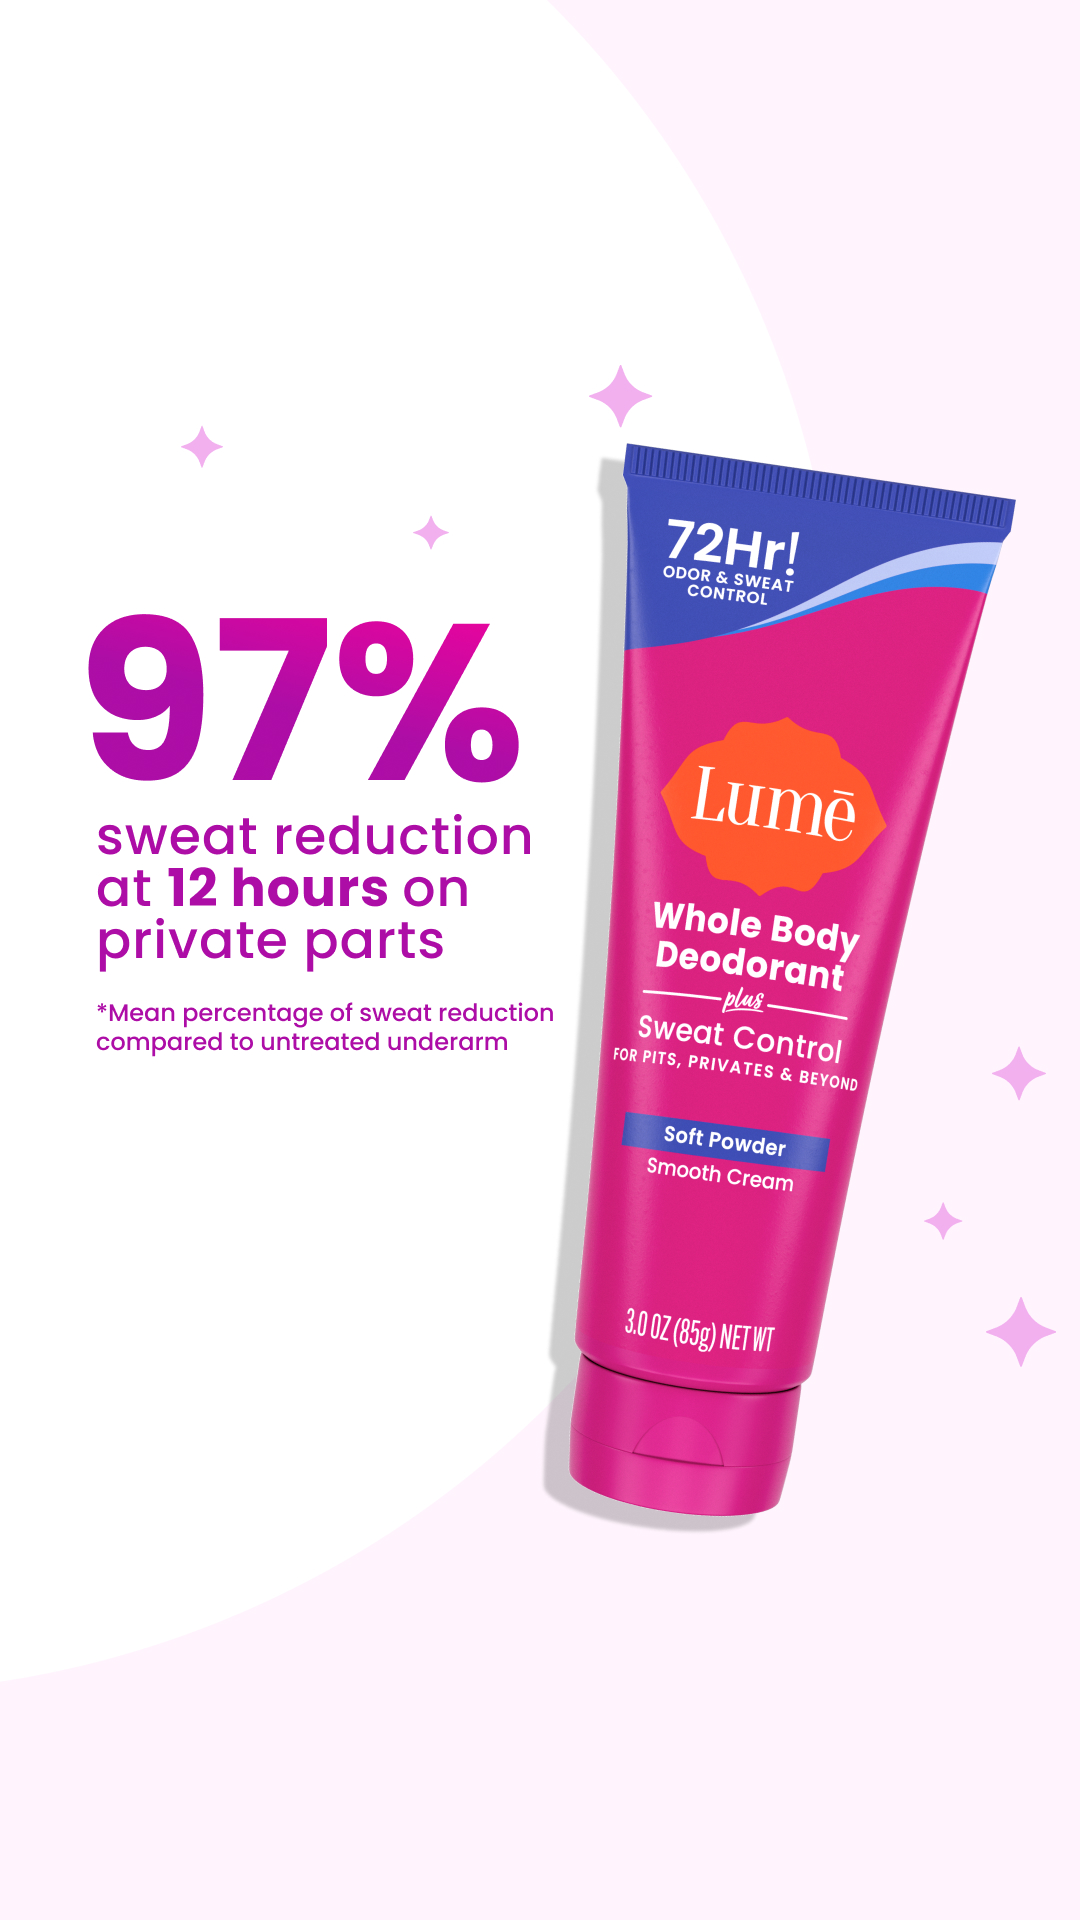 97%
sweat reduction
at 12 hours on
private parts
*Mean percentage of sweat reduction
compared to untreated underarm
72Hr!
ODOR & SWEAT
CONTROL
Lumē
Whole Body
Deodorant
plus
Sweat Control
FOR PITS, PRIVATES & BEYOND
Soft Powder
Smooth Cream
3.0 OZ (85g) NET WT